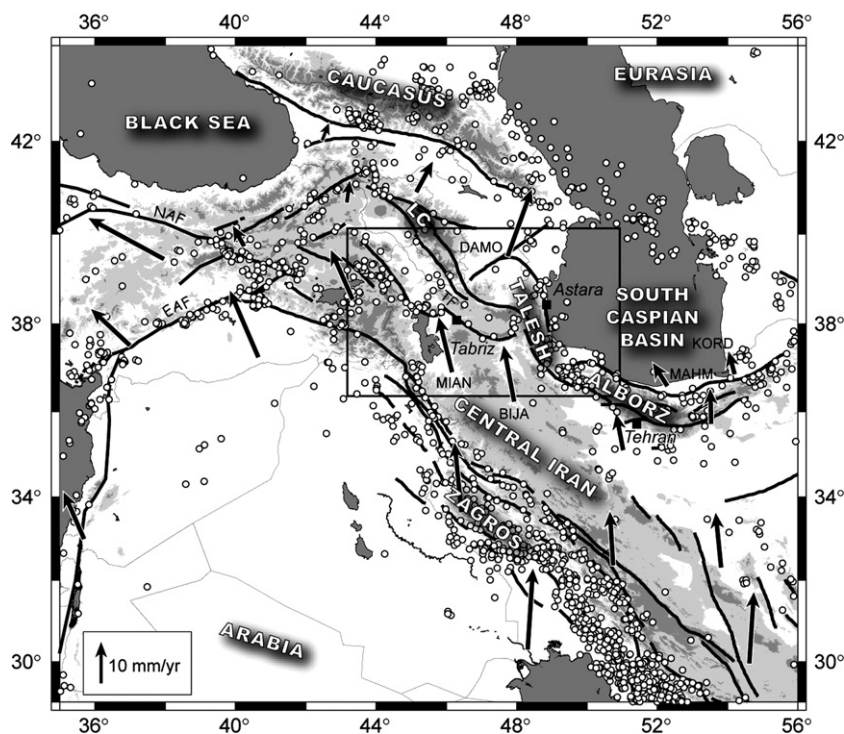 36° 40° 44° 48° 52° 56°
CAUCASUS
EURASIA
BLACK SEA
42°
42°
NAF
LC
DAMO
38°
EAF
TF
Tabriz
TALESH
Astara
SOUTH
CASPIAN
BASIN
KORD
38°
MIAN
BIJA
MAHM
ALBORZ
Tehran
CENTRAL IRAN
34°
ZAGROS
34°
ARABIA
30°
10 mm/yr
30°
36° 40° 44° 48° 52° 56°